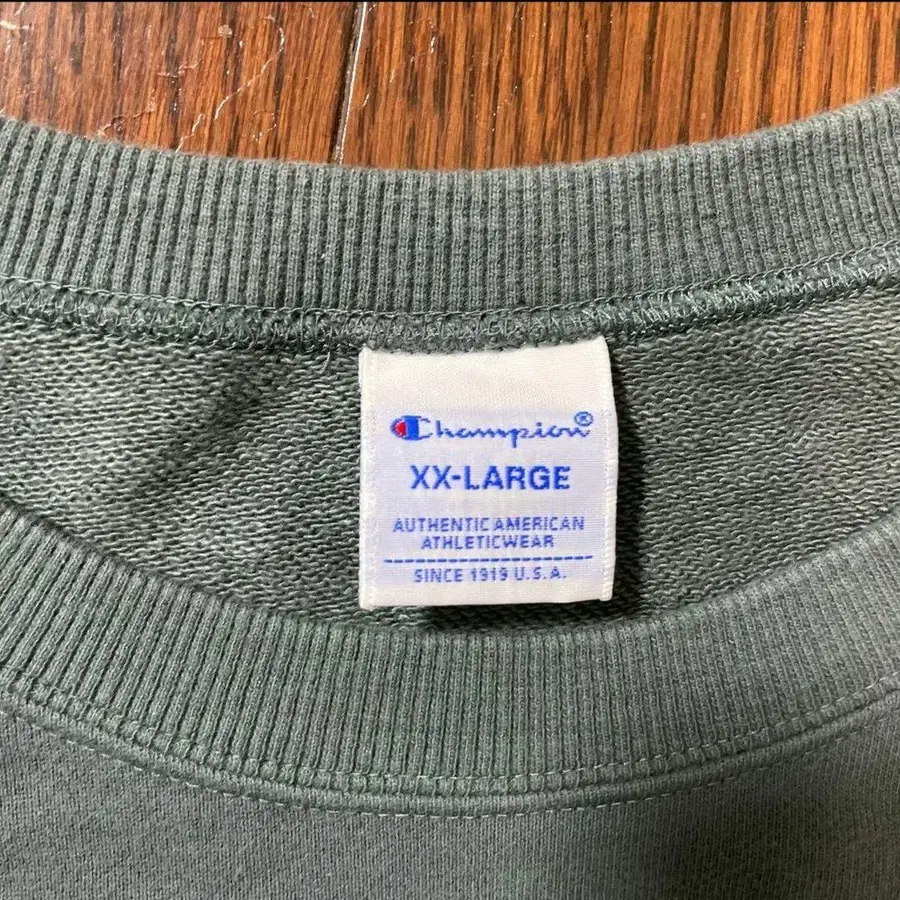 Champion®
XX-LARGE
AUTHENTIC AMERICAN
ATHLETICWEAR
SINCE 1919 U.S.A.